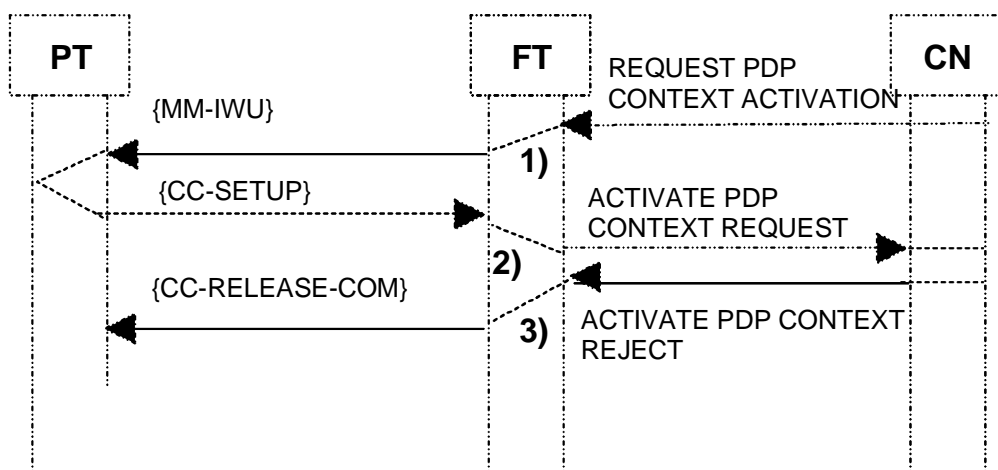 PT
FT
CN
REQUEST PDP
CONTEXT ACTIVATION
{MM-IWU}
1)
{CC-SETUP}
ACTIVATE PDP
CONTEXT REQUEST
2)
{CC-RELEASE-COM}
3)
ACTIVATE PDP CONTEXT
REJECT